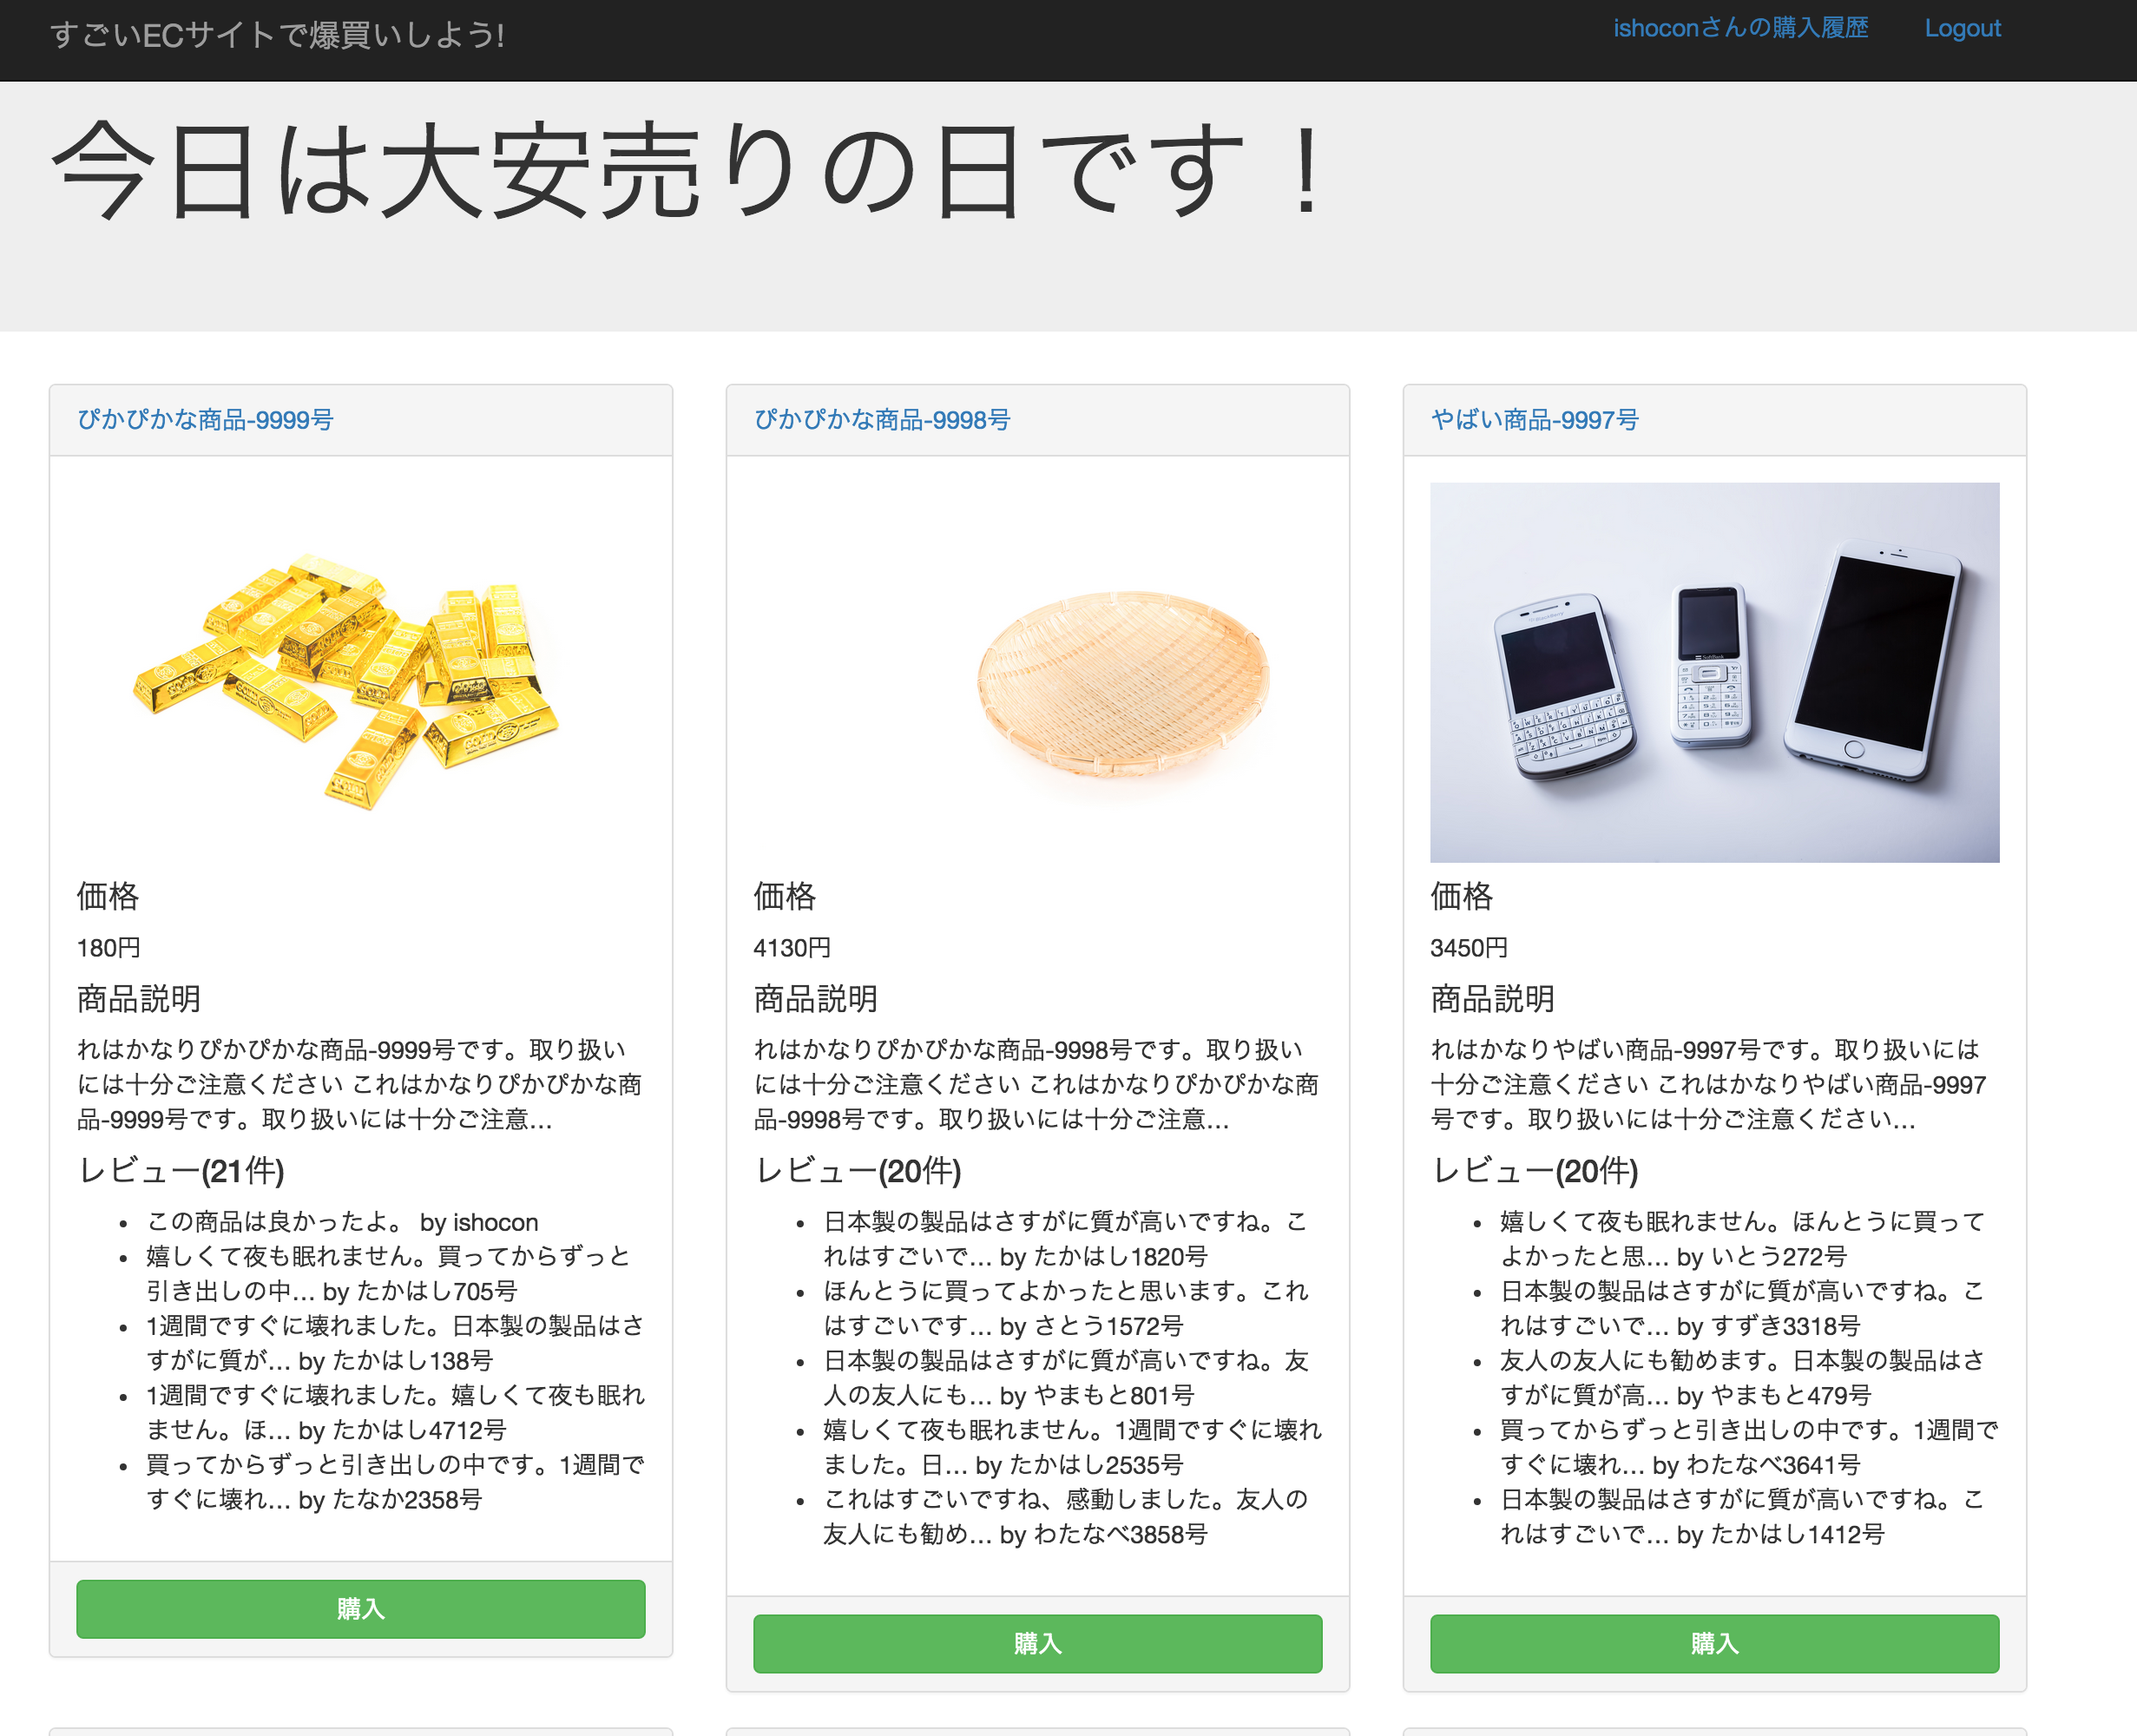 すごいECサイトで爆買いしよう!
ishoconさんの購入履歴 Logout
今日は大安売りの日です！
ぴかぴかな商品-9999号
価格
180円
商品説明
れはかなりぴかぴかな商品-9999号です。取り扱い
には十分ご注意ください これはかなりぴかぴかな商
品-9999号です。取り扱いには十分ご注意…
レビュー(21件)
この商品は良かったよ。 by ishocon
嬉しくて夜も眠れません。買ってからずっと
引き出しの中… by たかはし705号
1週間ですぐに壊れました。日本製の製品はさ
すがに質が… by たかはし138号
1週間ですぐに壊れました。嬉しくて夜も眠れ
ません。ほ… by たかはし4712号
買ってからずっと引き出しの中です。1週間で
すぐに壊れ… by たなか2358号
購入
ぴかぴかな商品-9998号
価格
4130円
商品説明
れはかなりぴかぴかな商品-9998号です。取り扱い
には十分ご注意ください これはかなりぴかぴかな商
品-9998号です。取り扱いには十分ご注意…
レビュー(20件)
日本製の製品はさすがに質が高いですね。こ
れはすごいで… by たかはし1820号
ほんとうに買ってよかったと思います。これ
はすごいです… by さとう1572号
日本製の製品はさすがに質が高いですね。友
人の友人にも… by やまもと801号
嬉しくて夜も眠れません。1週間ですぐに壊れ
ました。日… by たかはし2535号
これはすごいですね、感動しました。友人の
友人にも勧め… by わたなべ3858号
購入
やばい商品-9997号
価格
3450円
商品説明
れはかなりやばい商品-9997号です。取り扱いには
十分ご注意ください これはかなりやばい商品-9997
号です。取り扱いには十分ご注意ください…
レビュー(20件)
嬉しくて夜も眠れません。ほんとうに買って
よかったと思… by いとう272号
日本製の製品はさすがに質が高いですね。こ
れはすごいで… by すずき3318号
友人の友人にも勧めます。日本製の製品はさ
すがに質が高… by やまもと479号
買ってからずっと引き出しの中です。1週間で
すぐに壊れ… by わたなべ3641号
日本製の製品はさすがに質が高いですね。こ
れはすごいで… by たかはし1412号
購入